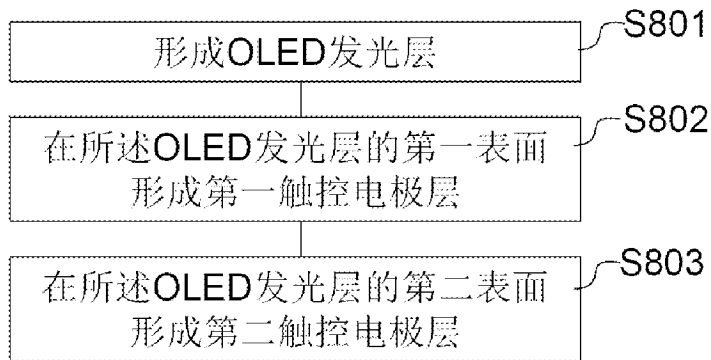 形成OLED发光层
S801
在所述OLED发光层的第一表面
形成第一触控电极层
S802
在所述OLED发光层的第二表面
形成第二触控电极层
S803